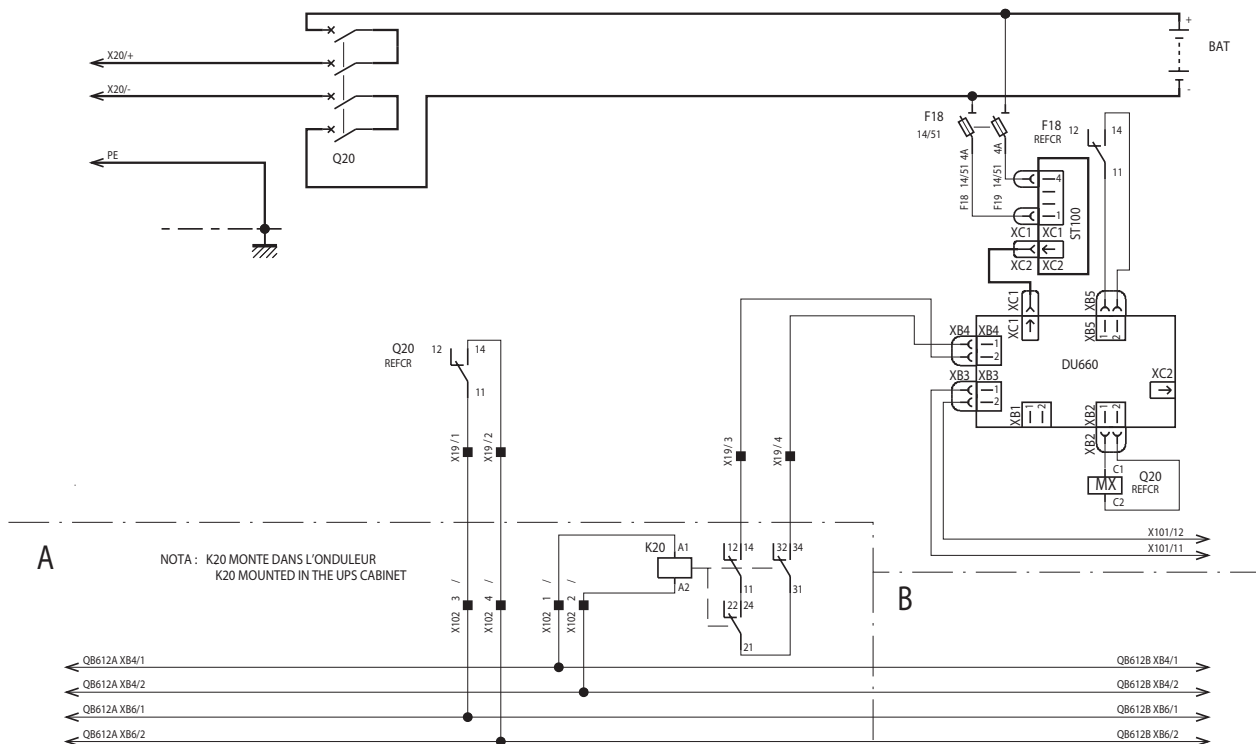 +
BAT
-
X20/+
X20/-
PE
Q20
F18
14/51
F18 14/51 4A
F19 14/51 4A
F18
REFCR
12
14
11
4
1
ST100
XC1
XC1
XC2
XC2
XC1
XC1
XB5
XB5
1
2
XB4
XB4
1
2
XB3
XB3
1
2
DU660
XC2
XB1
1
2
XB2
1
2
XB2
C1
MX
C2
Q20
REFCR
Q20
REFCR
12
14
11
X19/1
X19/2
X19/3
X19/4
X101/12
X101/11
A
NOTA : K20 MONTE DANS L'ONDULEUR
K20 MOUNTED IN THE UPS CABINET
K20
A1
A2
12
14
11
32
34
31
22
24
21
B
X102 3 /
X102 4 /
X102 1 /
X102 2 /
QB612A XB4/1
QB612B XB4/1
QB612A XB4/2
QB612B XB4/2
QB612A XB6/1
QB612B XB6/1
QB612A XB6/2
QB612B XB6/2